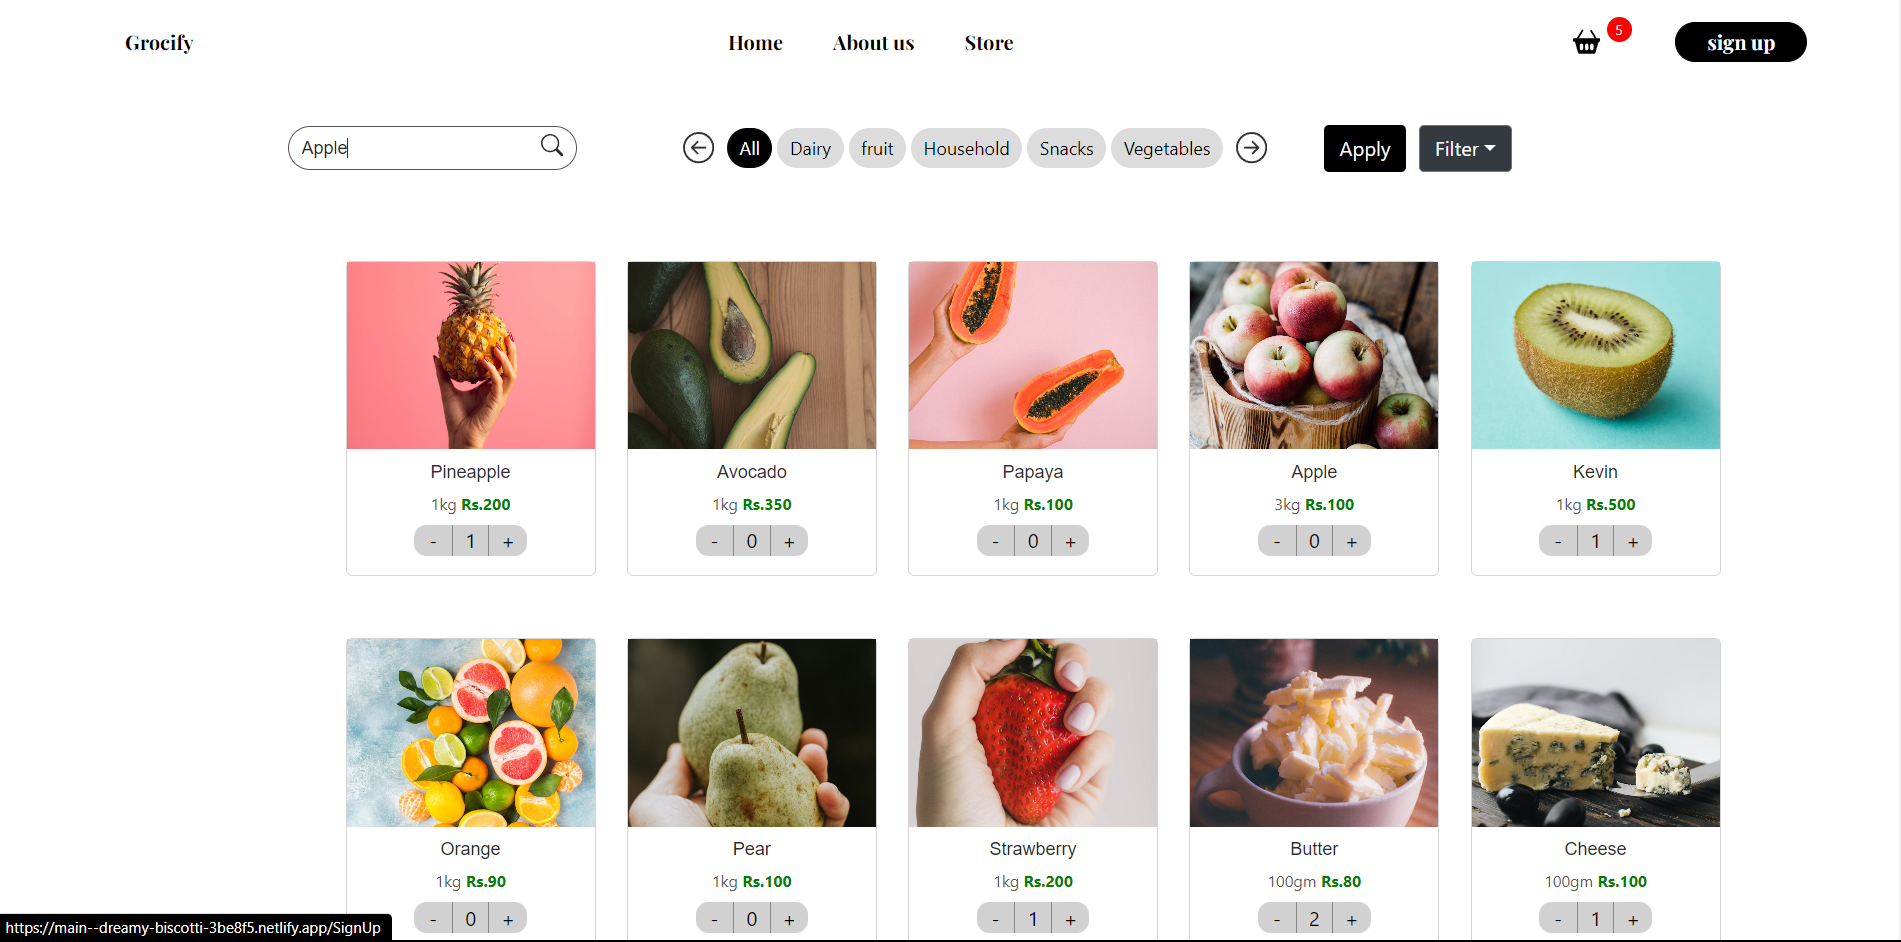 Grocify Home About us Store 5 sign up
Apple All Dairy fruit Household Snacks Vegetables Apply Filter
Pineapple Avocado Papaya Apple Kevin
1kg Rs.200 1kg Rs.350 1kg Rs.100 3kg Rs.100 1kg Rs.500
- 1 + - 0 + - 0 + - 0 + - 1 +
Orange Pear Strawberry Butter Cheese
1kg Rs.90 1kg Rs.100 1kg Rs.200 100gm Rs.80 100gm Rs.100
- 0 + - 0 + - 1 + - 2 + - 1 +
https://main--dreamy-biscotti-3be8f5.netlify.app/SignUp